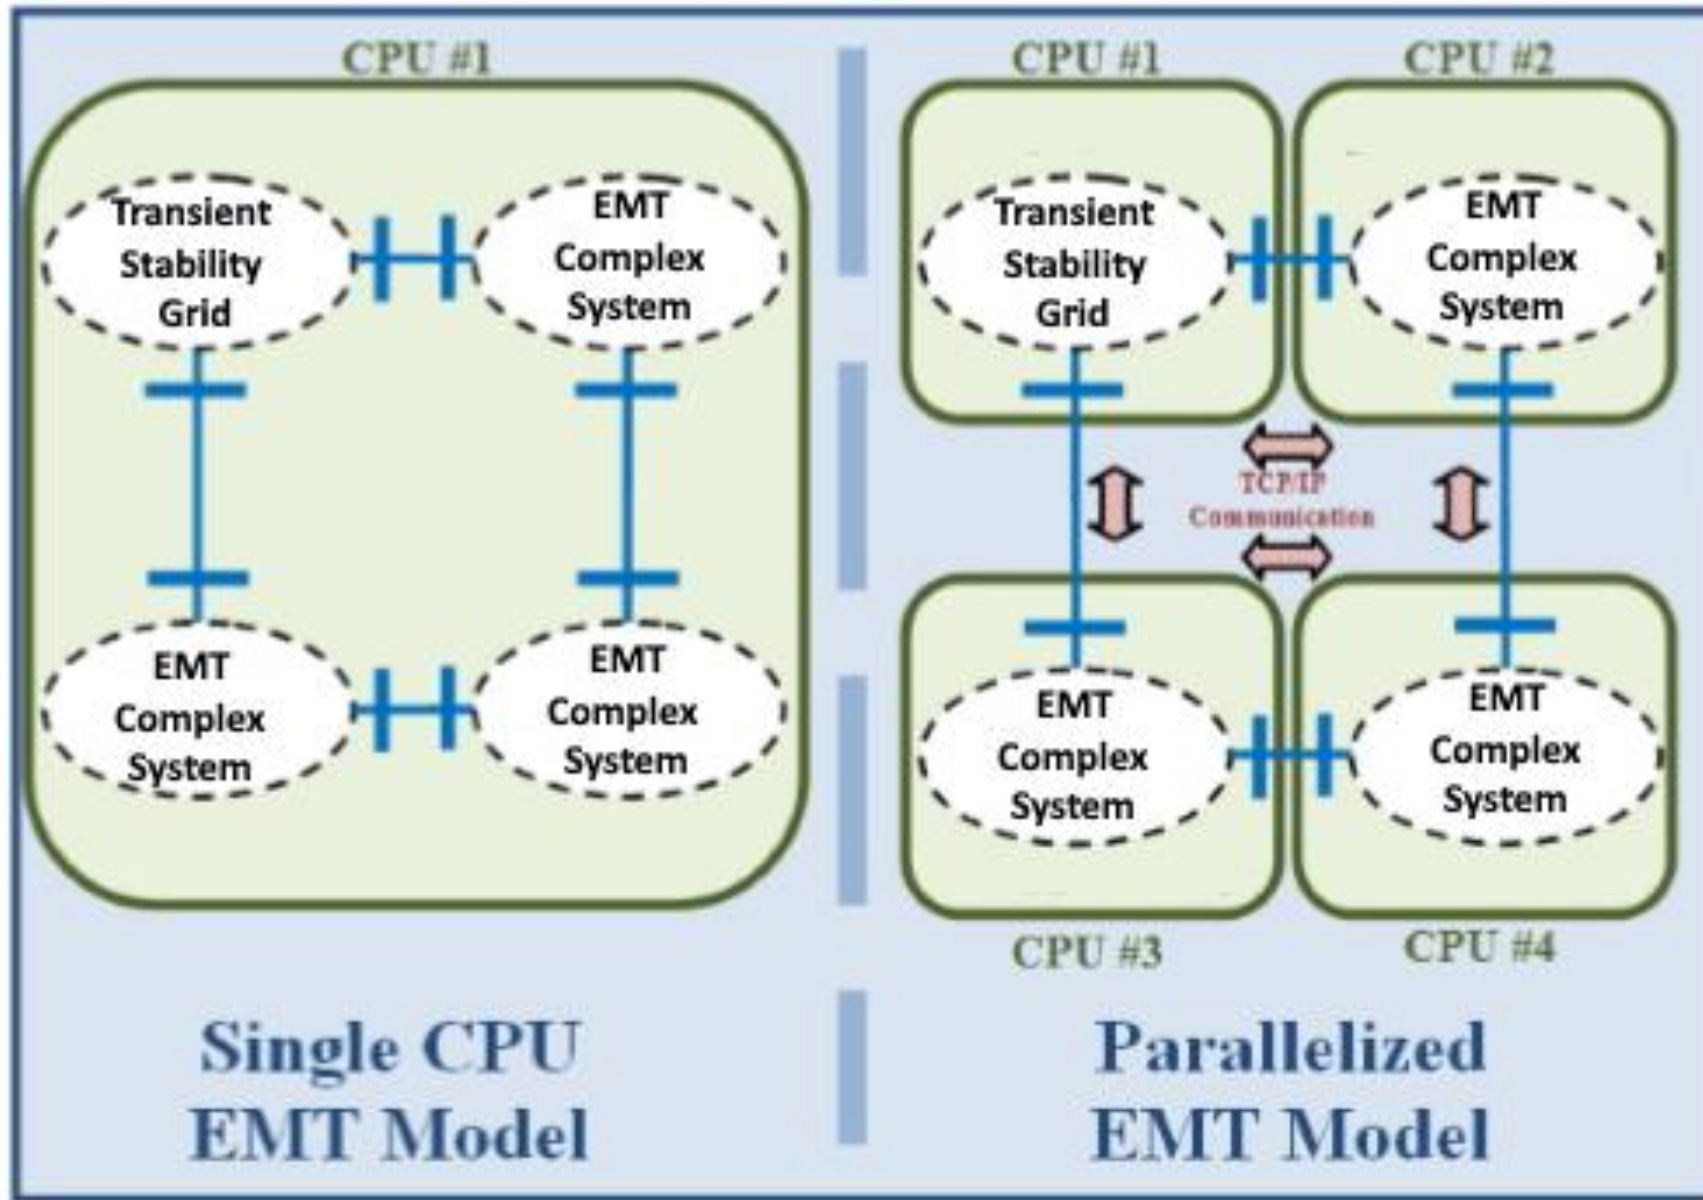 CPU #1
Transient
Stability
Grid
EMT
Complex
System
EMT
Complex
System
EMT
Complex
System
Single CPU
EMT Model
CPU #1
CPU #2
Transient
Stability
Grid
EMT
Complex
System
TCP/IP
Communication
EMT
Complex
System
EMT
Complex
System
CPU #3
CPU #4
Parallelized
EMT Model